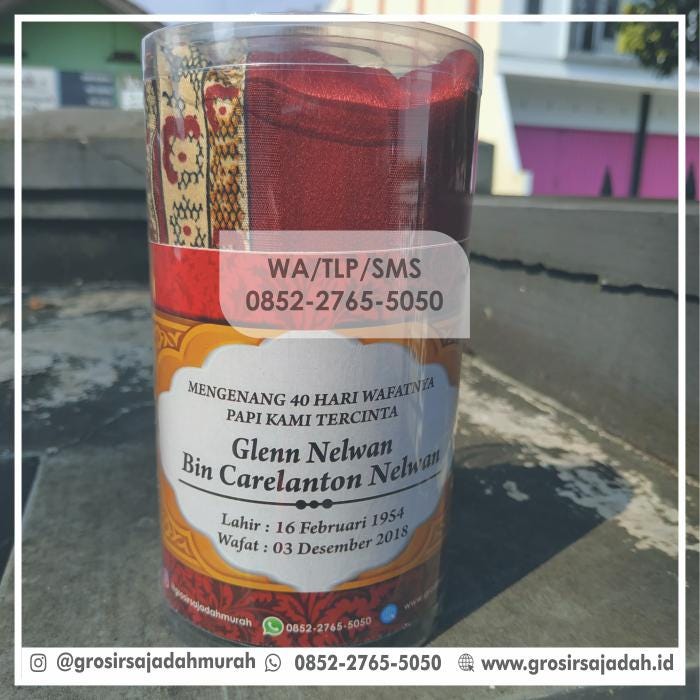 WA/TLP/SMS
0852-2765-5050
MENGENANG 40 HARI WAFATNYA
PAPI KAMI TERCINTA
Glenn Nelwan
Bin Carelanton Nelwan
Lahir : 16 Februari 1954
Wafat : 03 Desember 2018
@grosirsajadahmurah 0852-2765-5050
@grosirsajadahmurah 0852-2765-5050 www.grosirsajadah.id